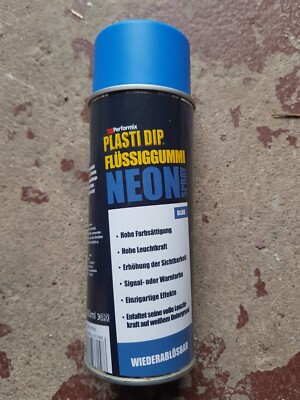 Performix
PLASTI DIP
FLÜSSIGGUMMI
NEON
SPRAY
BLAU
• Hohe Farbsättigung
• Hohe Leuchtkraft
• Erhöhung der Sichtbarkeit
• Signal- oder Warnfarbe
• Einzigartige Effekte
• Entfaltet seine volle Leucht-
kraft auf weißem Untergrund
WIEDERABLÖSBAR